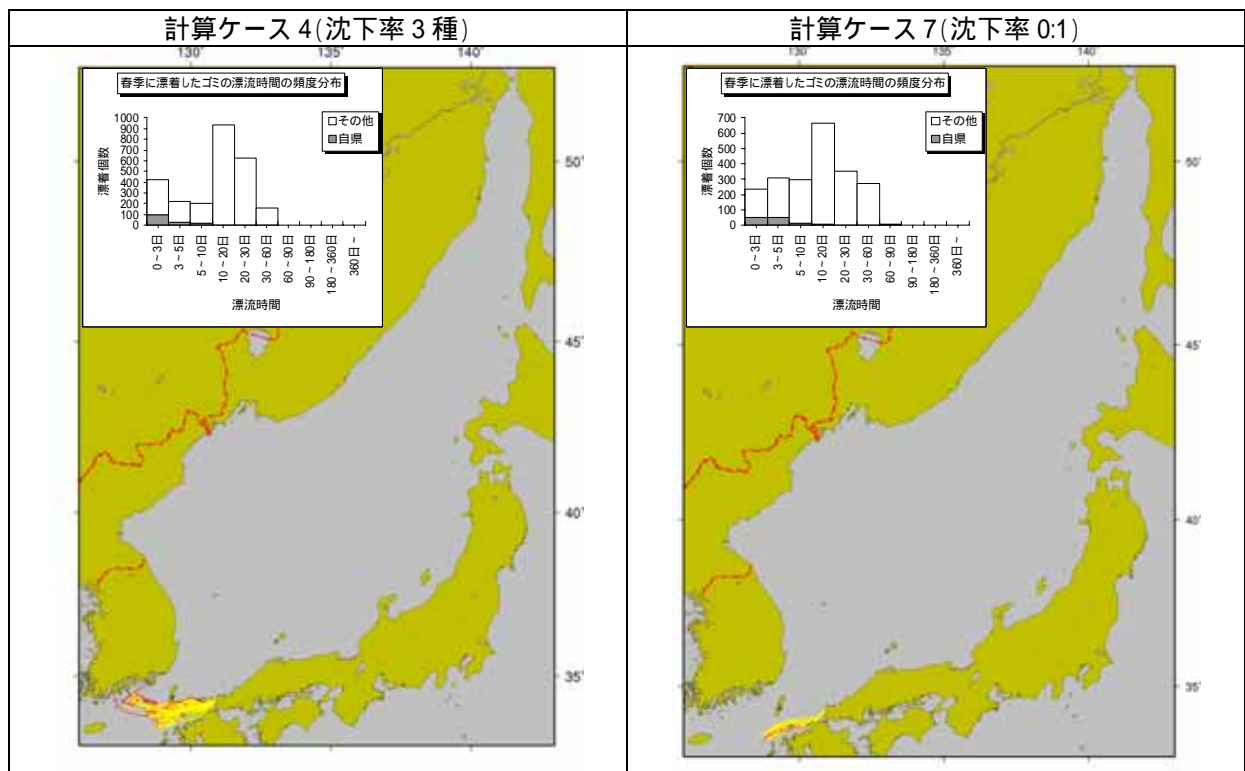 計算ケース 4(沈下率 3 種)
計算ケース 7(沈下率 0:1)
130°
135°
140°
春季に漂着したゴミの漂流時間の頻度分布
□その他
■自県
漂着個数
1000
900
800
700
600
500
400
300
200
100
0
0~3日
3~5日
5~10日
10~20日
20~30日
30~60日
60~90日
90~180日
180~360日
360日~
漂流時間
50°
45°
40°
35°
130°
135°
140°
春季に漂着したゴミの漂流時間の頻度分布
□その他
■自県
漂着個数
700
600
500
400
300
200
100
0
0~3日
3~5日
5~10日
10~20日
20~30日
30~60日
60~90日
90~180日
180~360日
360日~
漂流時間
50°
45°
40°
35°